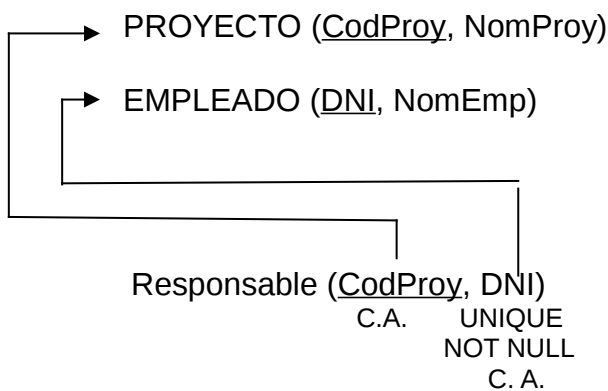 PROYECTO (CodProy, NomProy)
EMPLEADO (DNI, NomEmp)
Responsable (CodProy, DNI)
C.A. UNIQUE
NOT NULL
C. A.